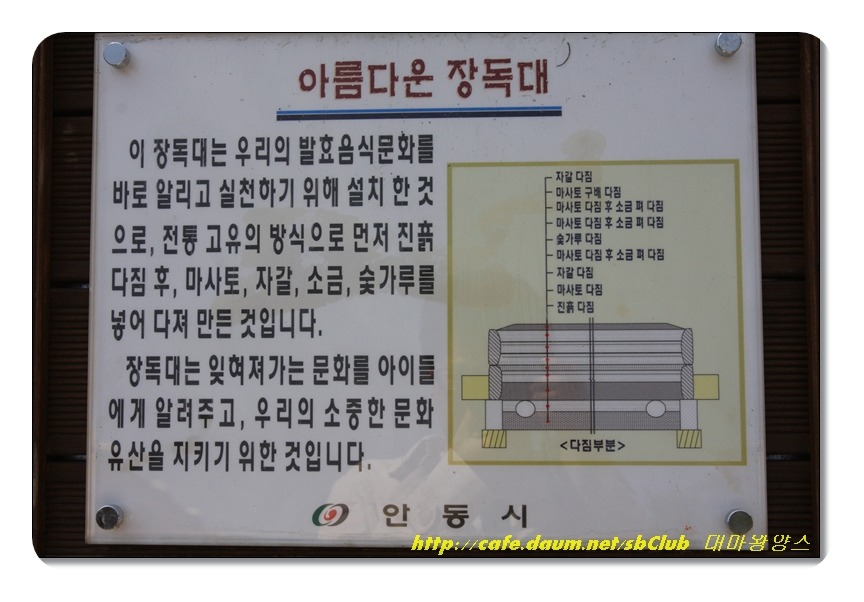 아름다운 장독대
이 장독대는 우리의 발효음식문화를
바로 알리고 실천하기 위해 설치 한 것
으로, 전통 고유의 방식으로 먼저 진흙
다짐 후, 마사토, 자갈, 소금, 숯가루를
넣어 다져 만든 것입니다.
장독대는 잊혀져가는 문화를 아이들
에게 알려주고, 우리의 소중한 문화
유산을 지키기 위한 것입니다.
자갈 다짐
마사토 구배 다짐
마사토 다짐 후 소금 펴 다짐
마사토 다짐 후 소금 펴 다짐
숯가루 다짐
마사토 다짐 후 소금 펴 다짐
자갈 다짐
마사토 다짐
진흙 다짐
<다짐부분>
안동시
http://cafe.daum.net/sbClub 대마왕양스